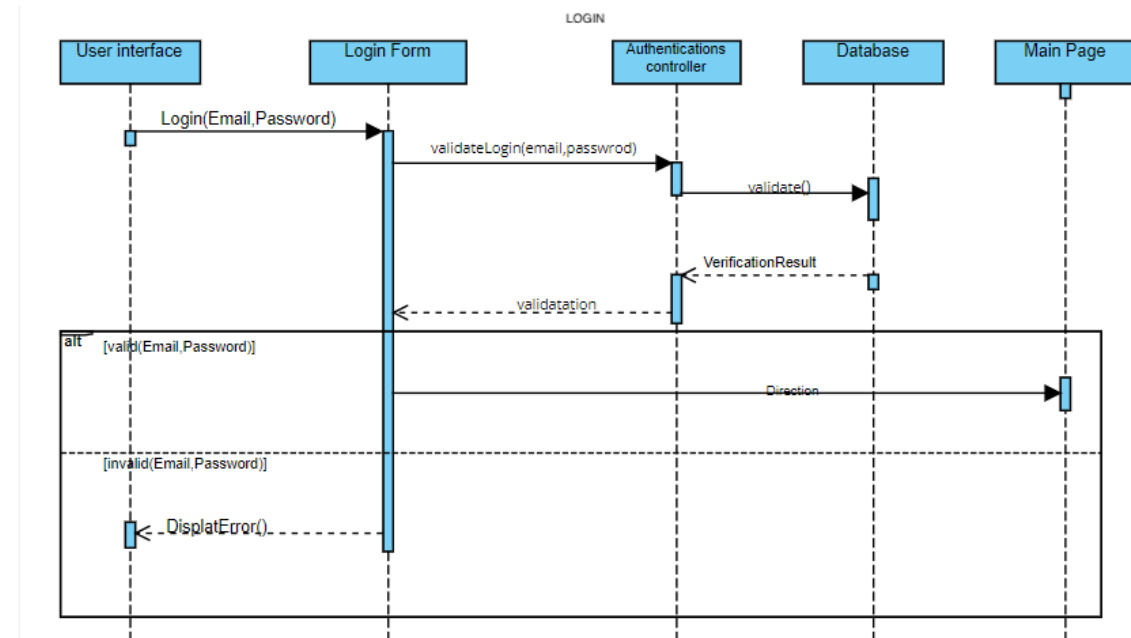 LOGIN
User interface
Login Form
Authentications
controller
Database
Main Page
Login(Email,Password)
validateLogin(email,passwrod)
validate()
VerificationResult
validatation
alt
[valid(Email,Password)]
Direction
[invalid(Email,Password)]
DisplatError()